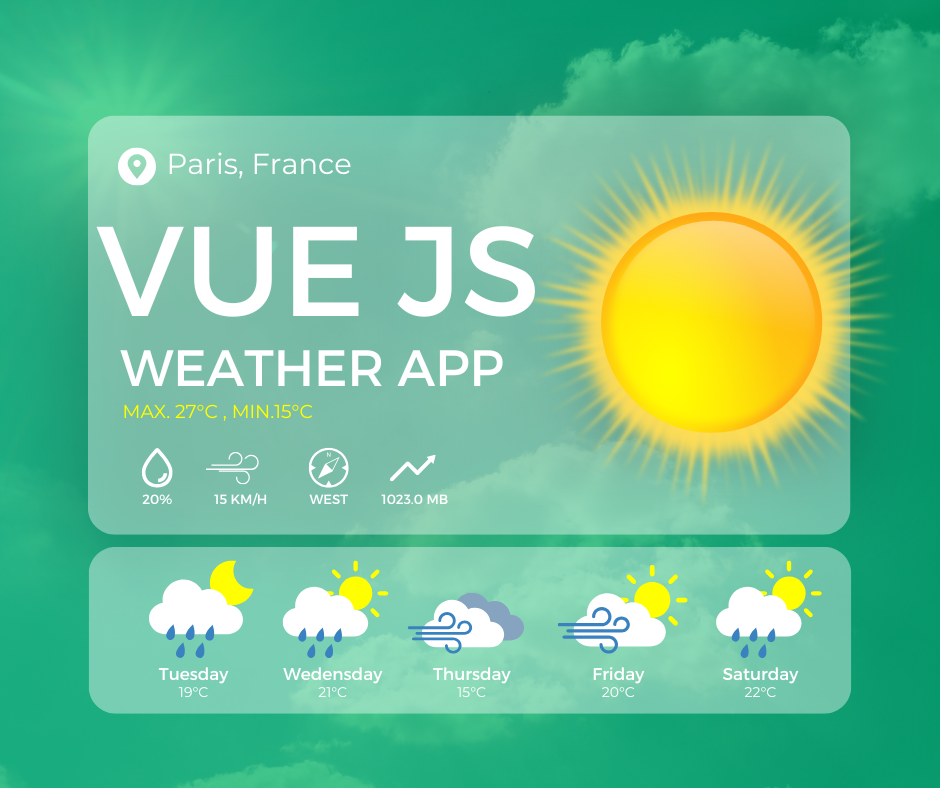 Paris, France
VUE JS
WEATHER APP
MAX. 27°C , MIN.15°C
N
20% 15 KM/H WEST 1023.0 MB
Tuesday Wedensday Thursday Friday Saturday
19°C 21°C 15°C 20°C 22°C